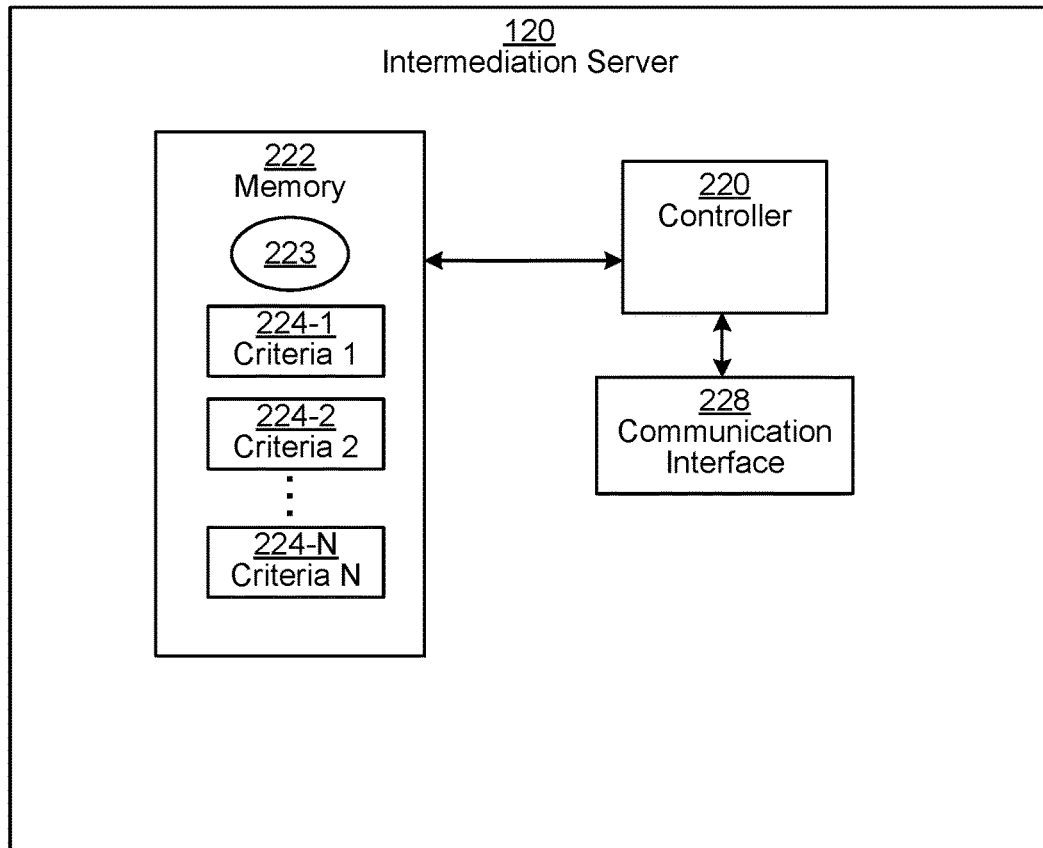 120
Intermediation Server
222
Memory
223
224-1
Criteria 1
224-2
Criteria 2
224-N
Criteria N
220
Controller
228
Communication
Interface